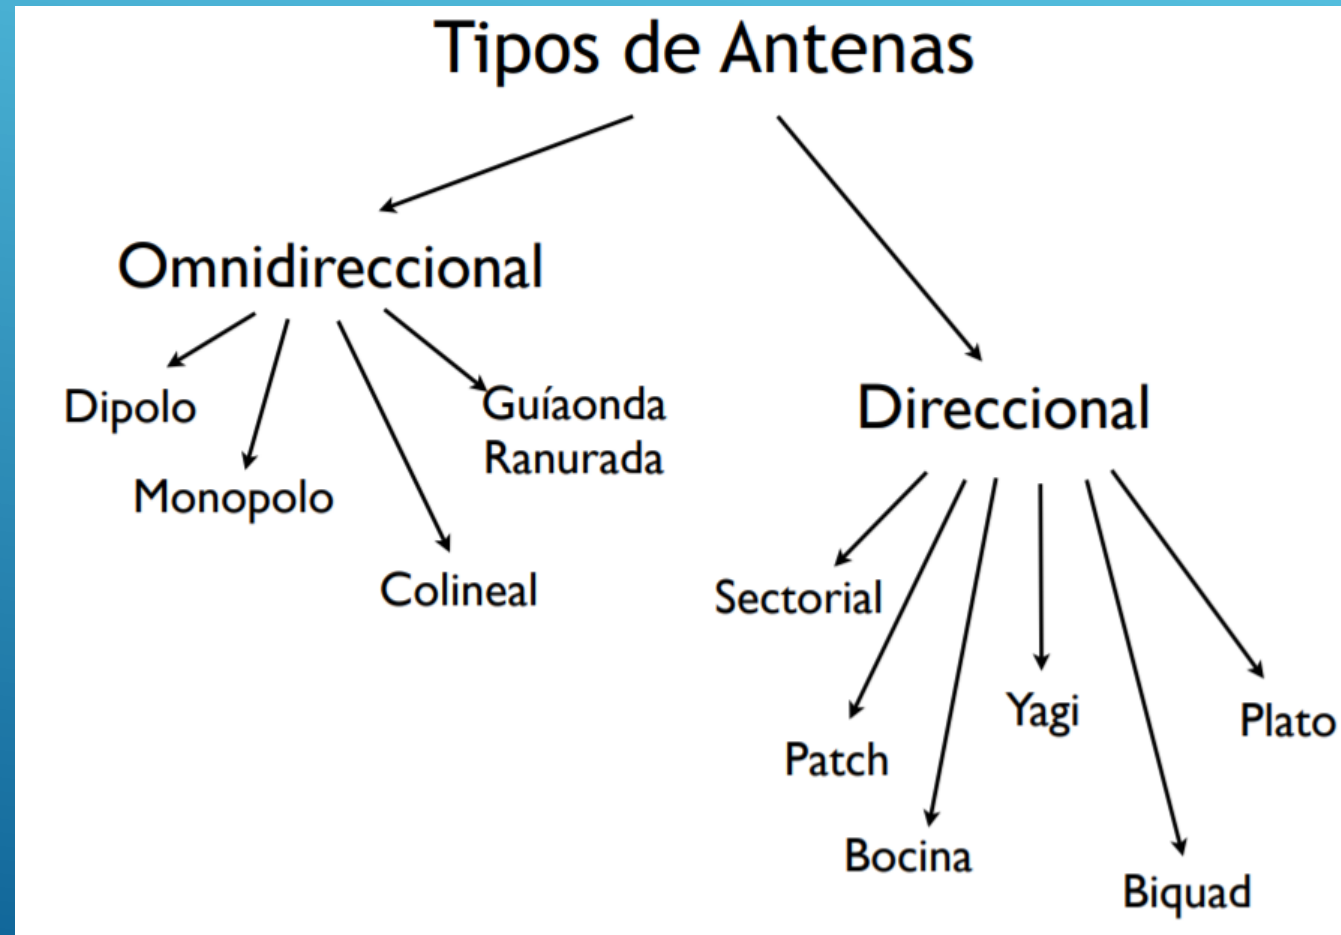 Tipos de Antenas
Omnidireccional
Dipolo
Monopolo
Colineal
Guíaonda
Ranurada
Direccional
Sectorial
Patch
Bocina
Yagi
Biquad
Plato